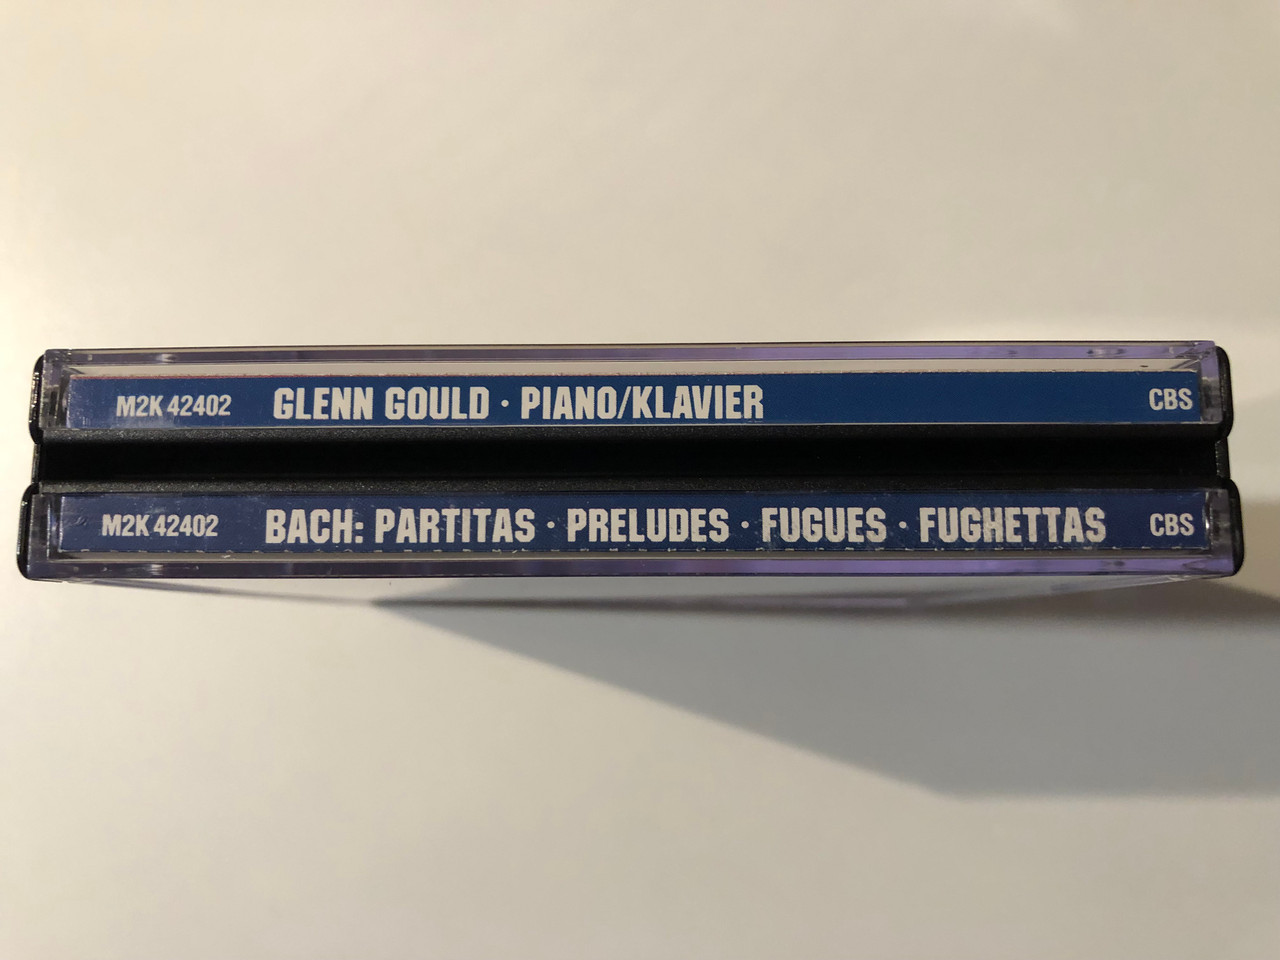 M2K 42402 GLENN GOULD · PIANO/KLAVIER CBS
M2K 42402 BACH: PARTITAS · PRELUDES · FUGUES · FUGHETTAS CBS